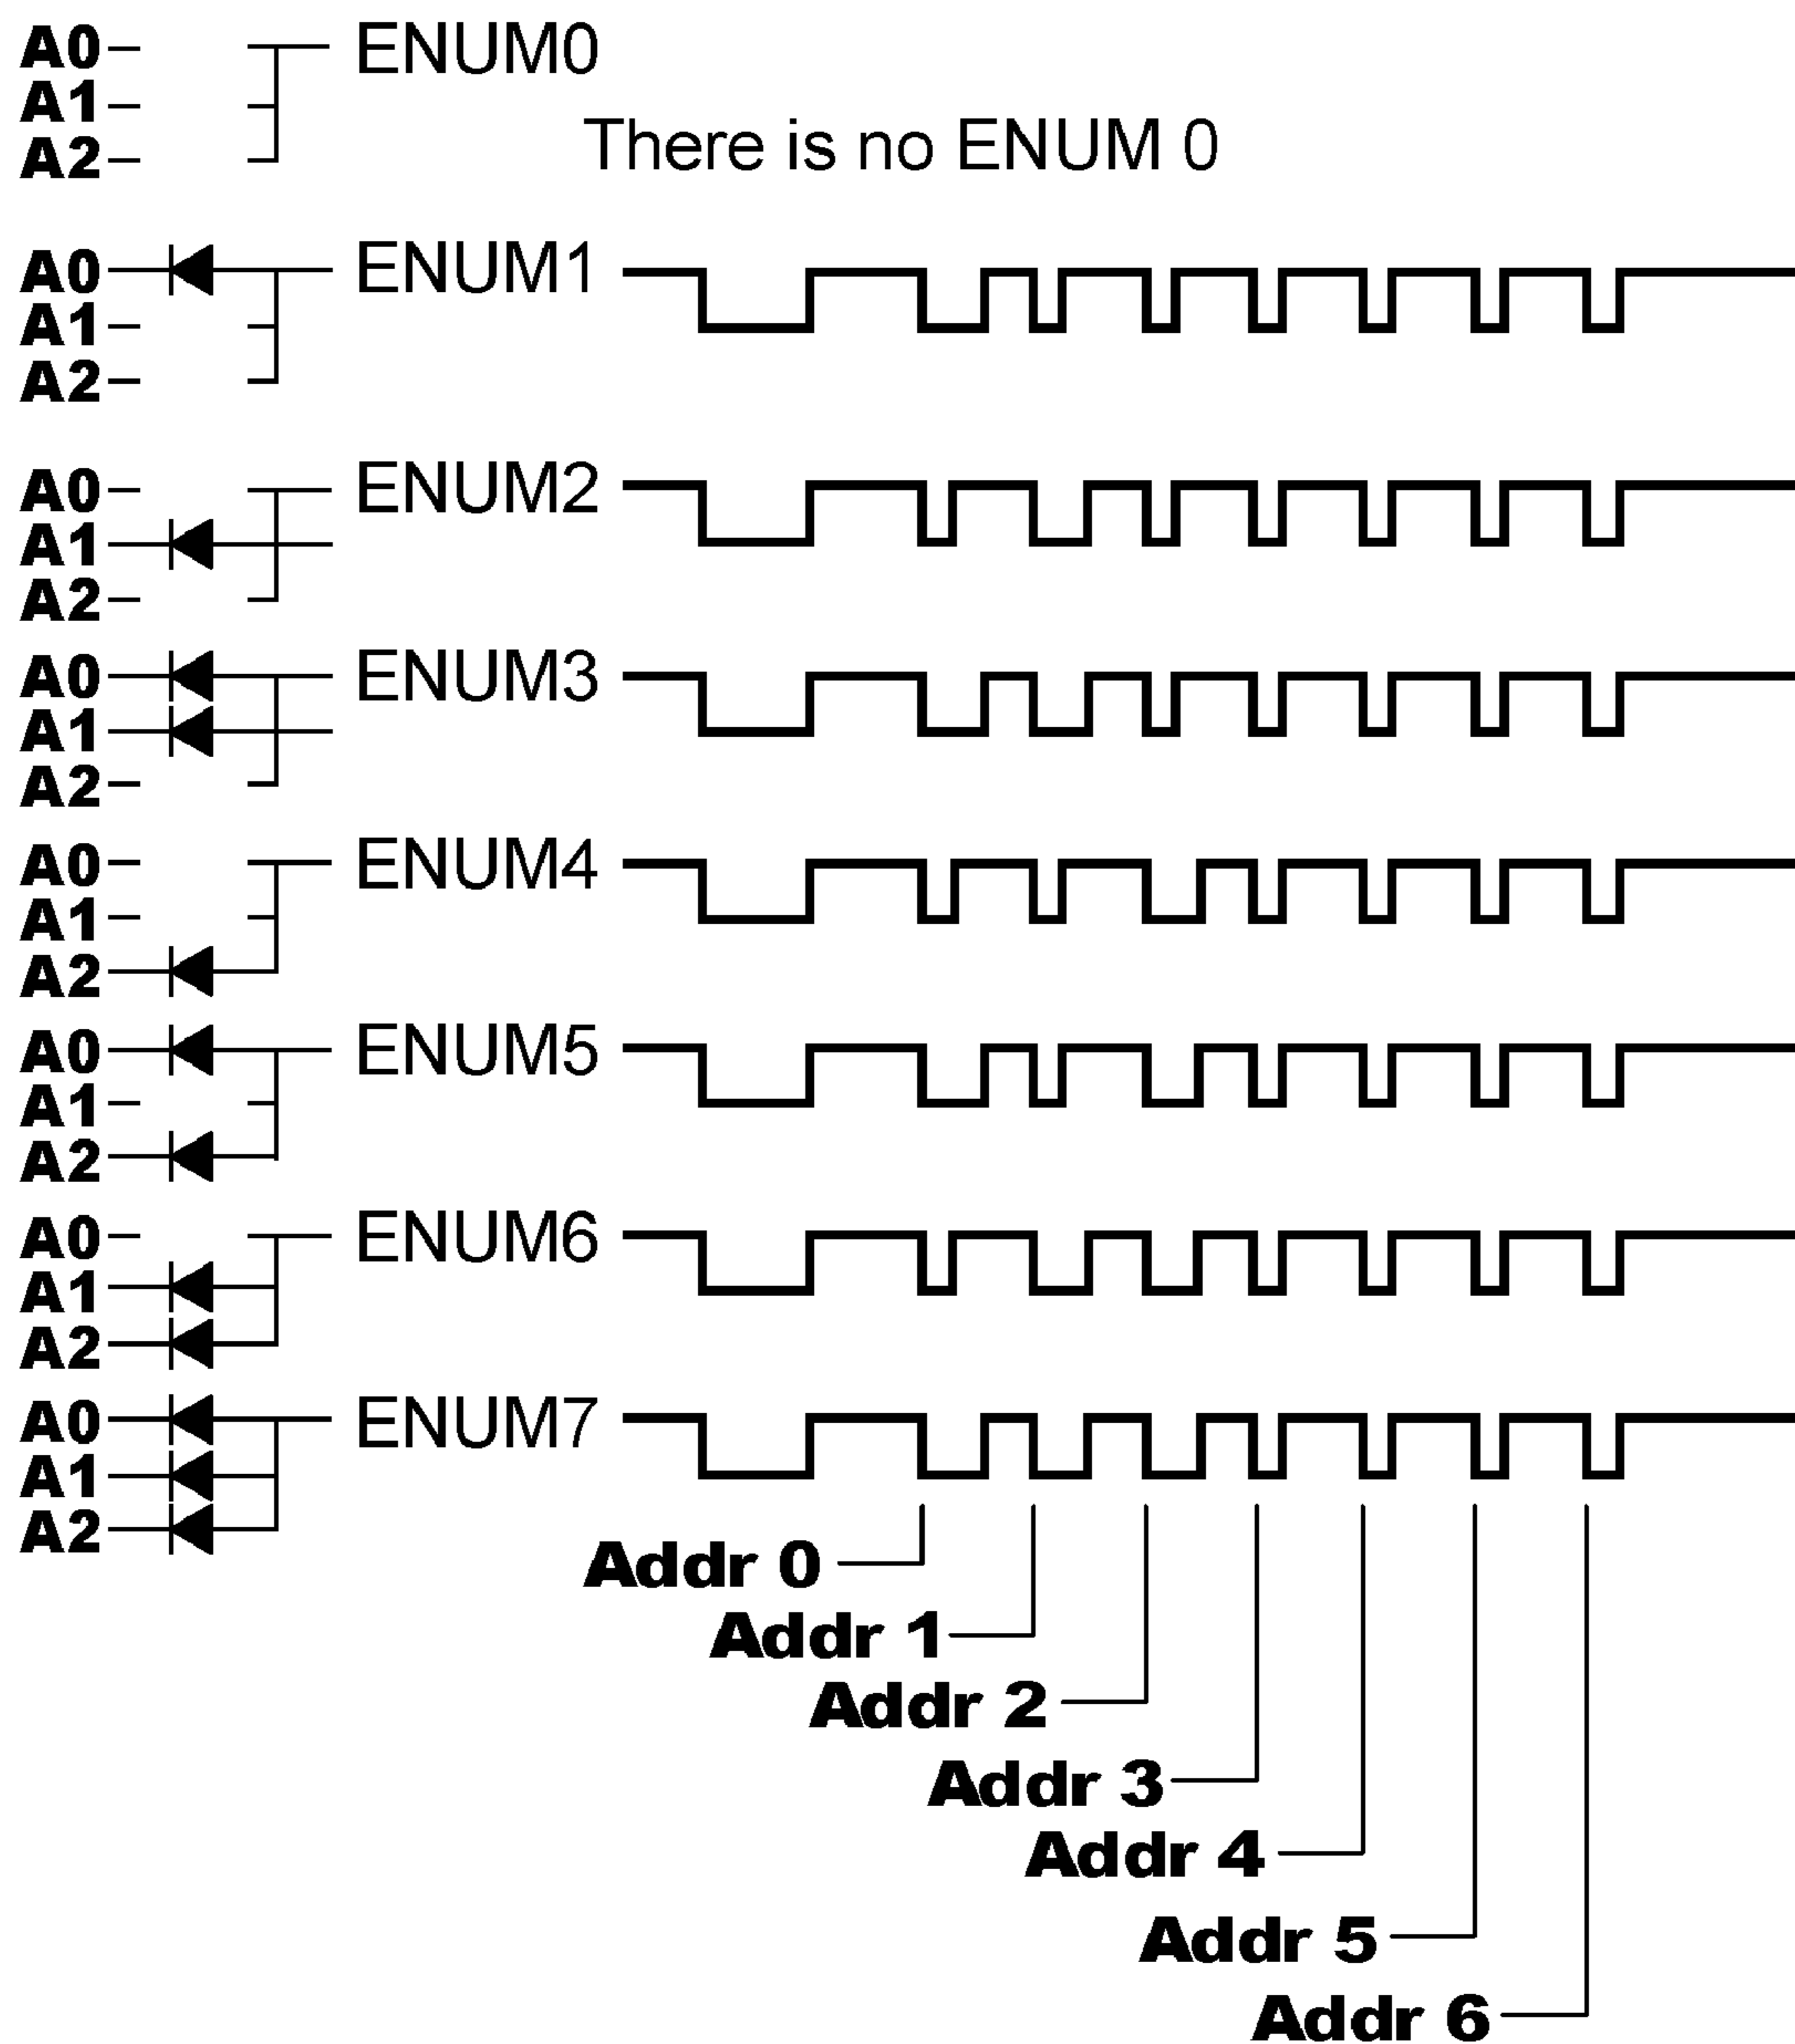 A0 ENUM0
A1
There is no ENUM 0
A2
A0 ENUM1
A1
A2
A0 ENUM2
A1
A2
A0 ENUM3
A1
A2
A0 ENUM4
A1
A2
A0 ENUM5
A1
A2
A0 ENUM6
A1
A2
A0 ENUM7
A1
A2
Addr 0
Addr 1
Addr 2
Addr 3
Addr 4
Addr 5
Addr 6